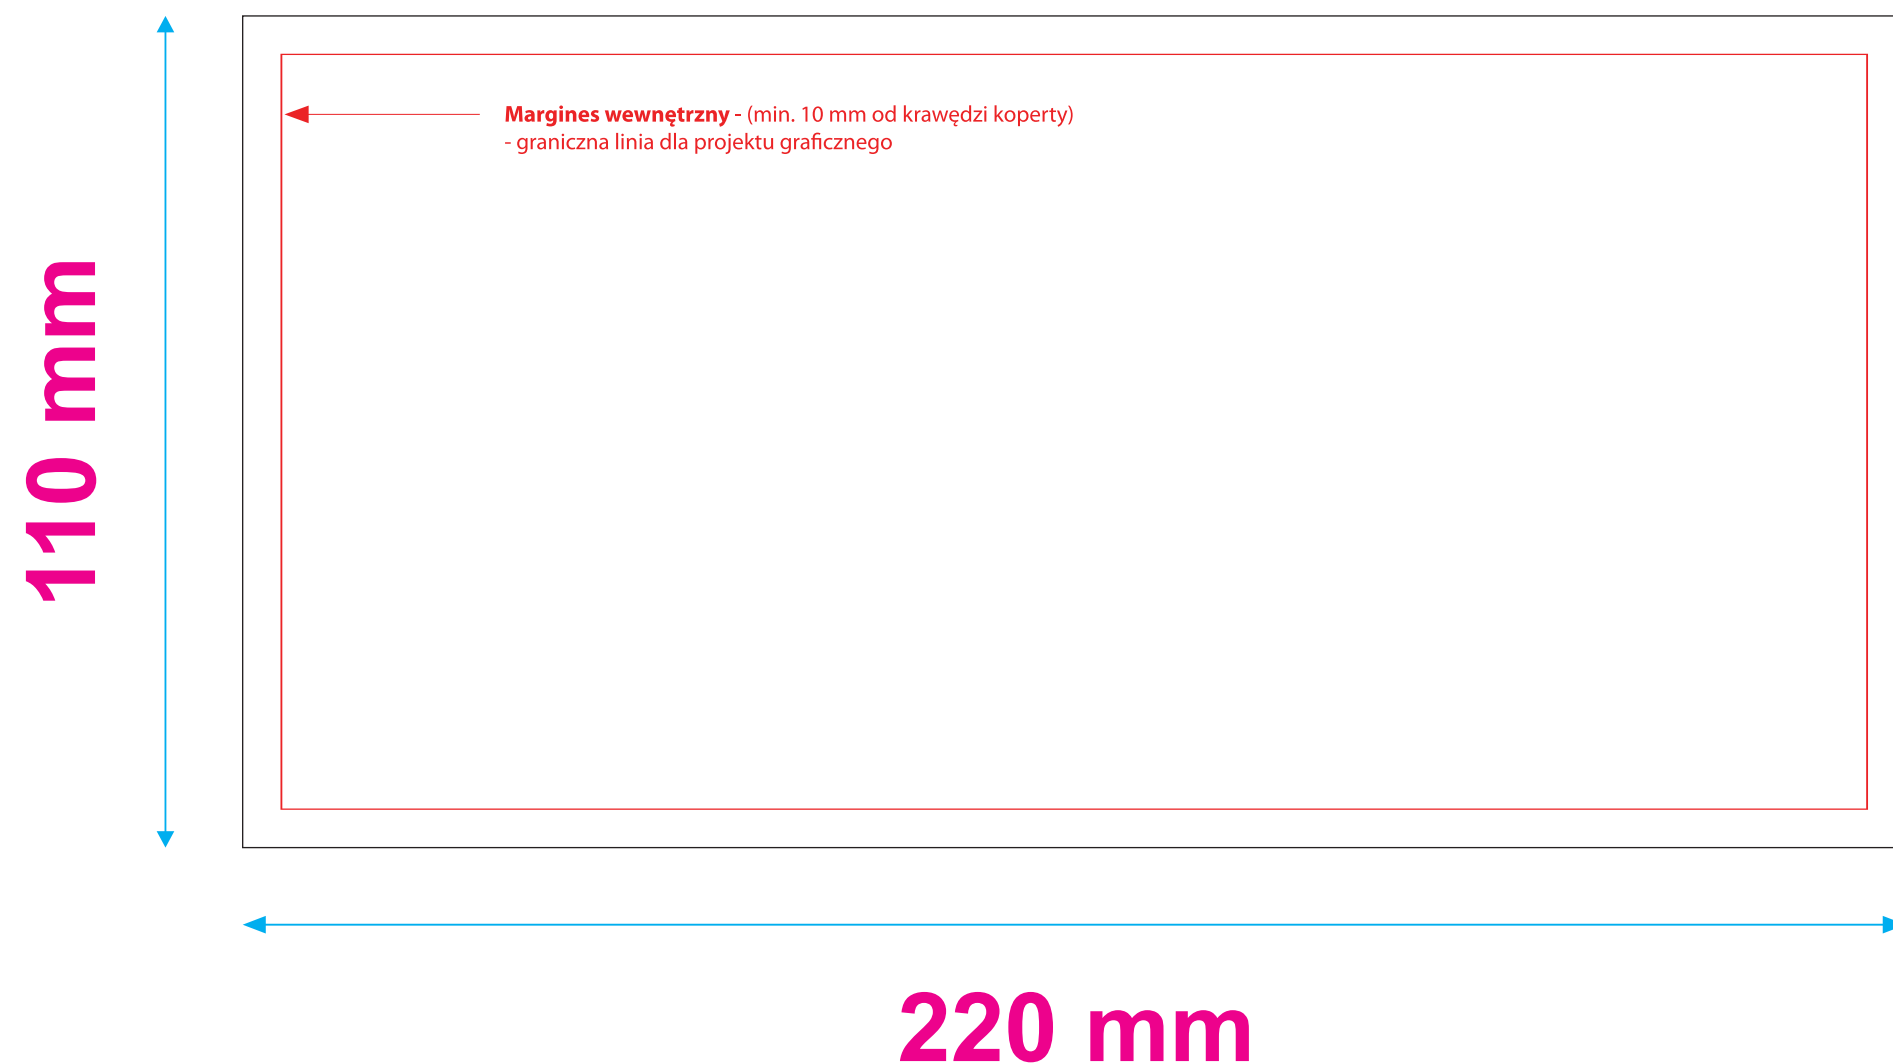 Margines wewnętrzny - (min. 10 mm od krawędzi koperty)
- graniczna linia dla projektu graficznego
110 mm
220 mm